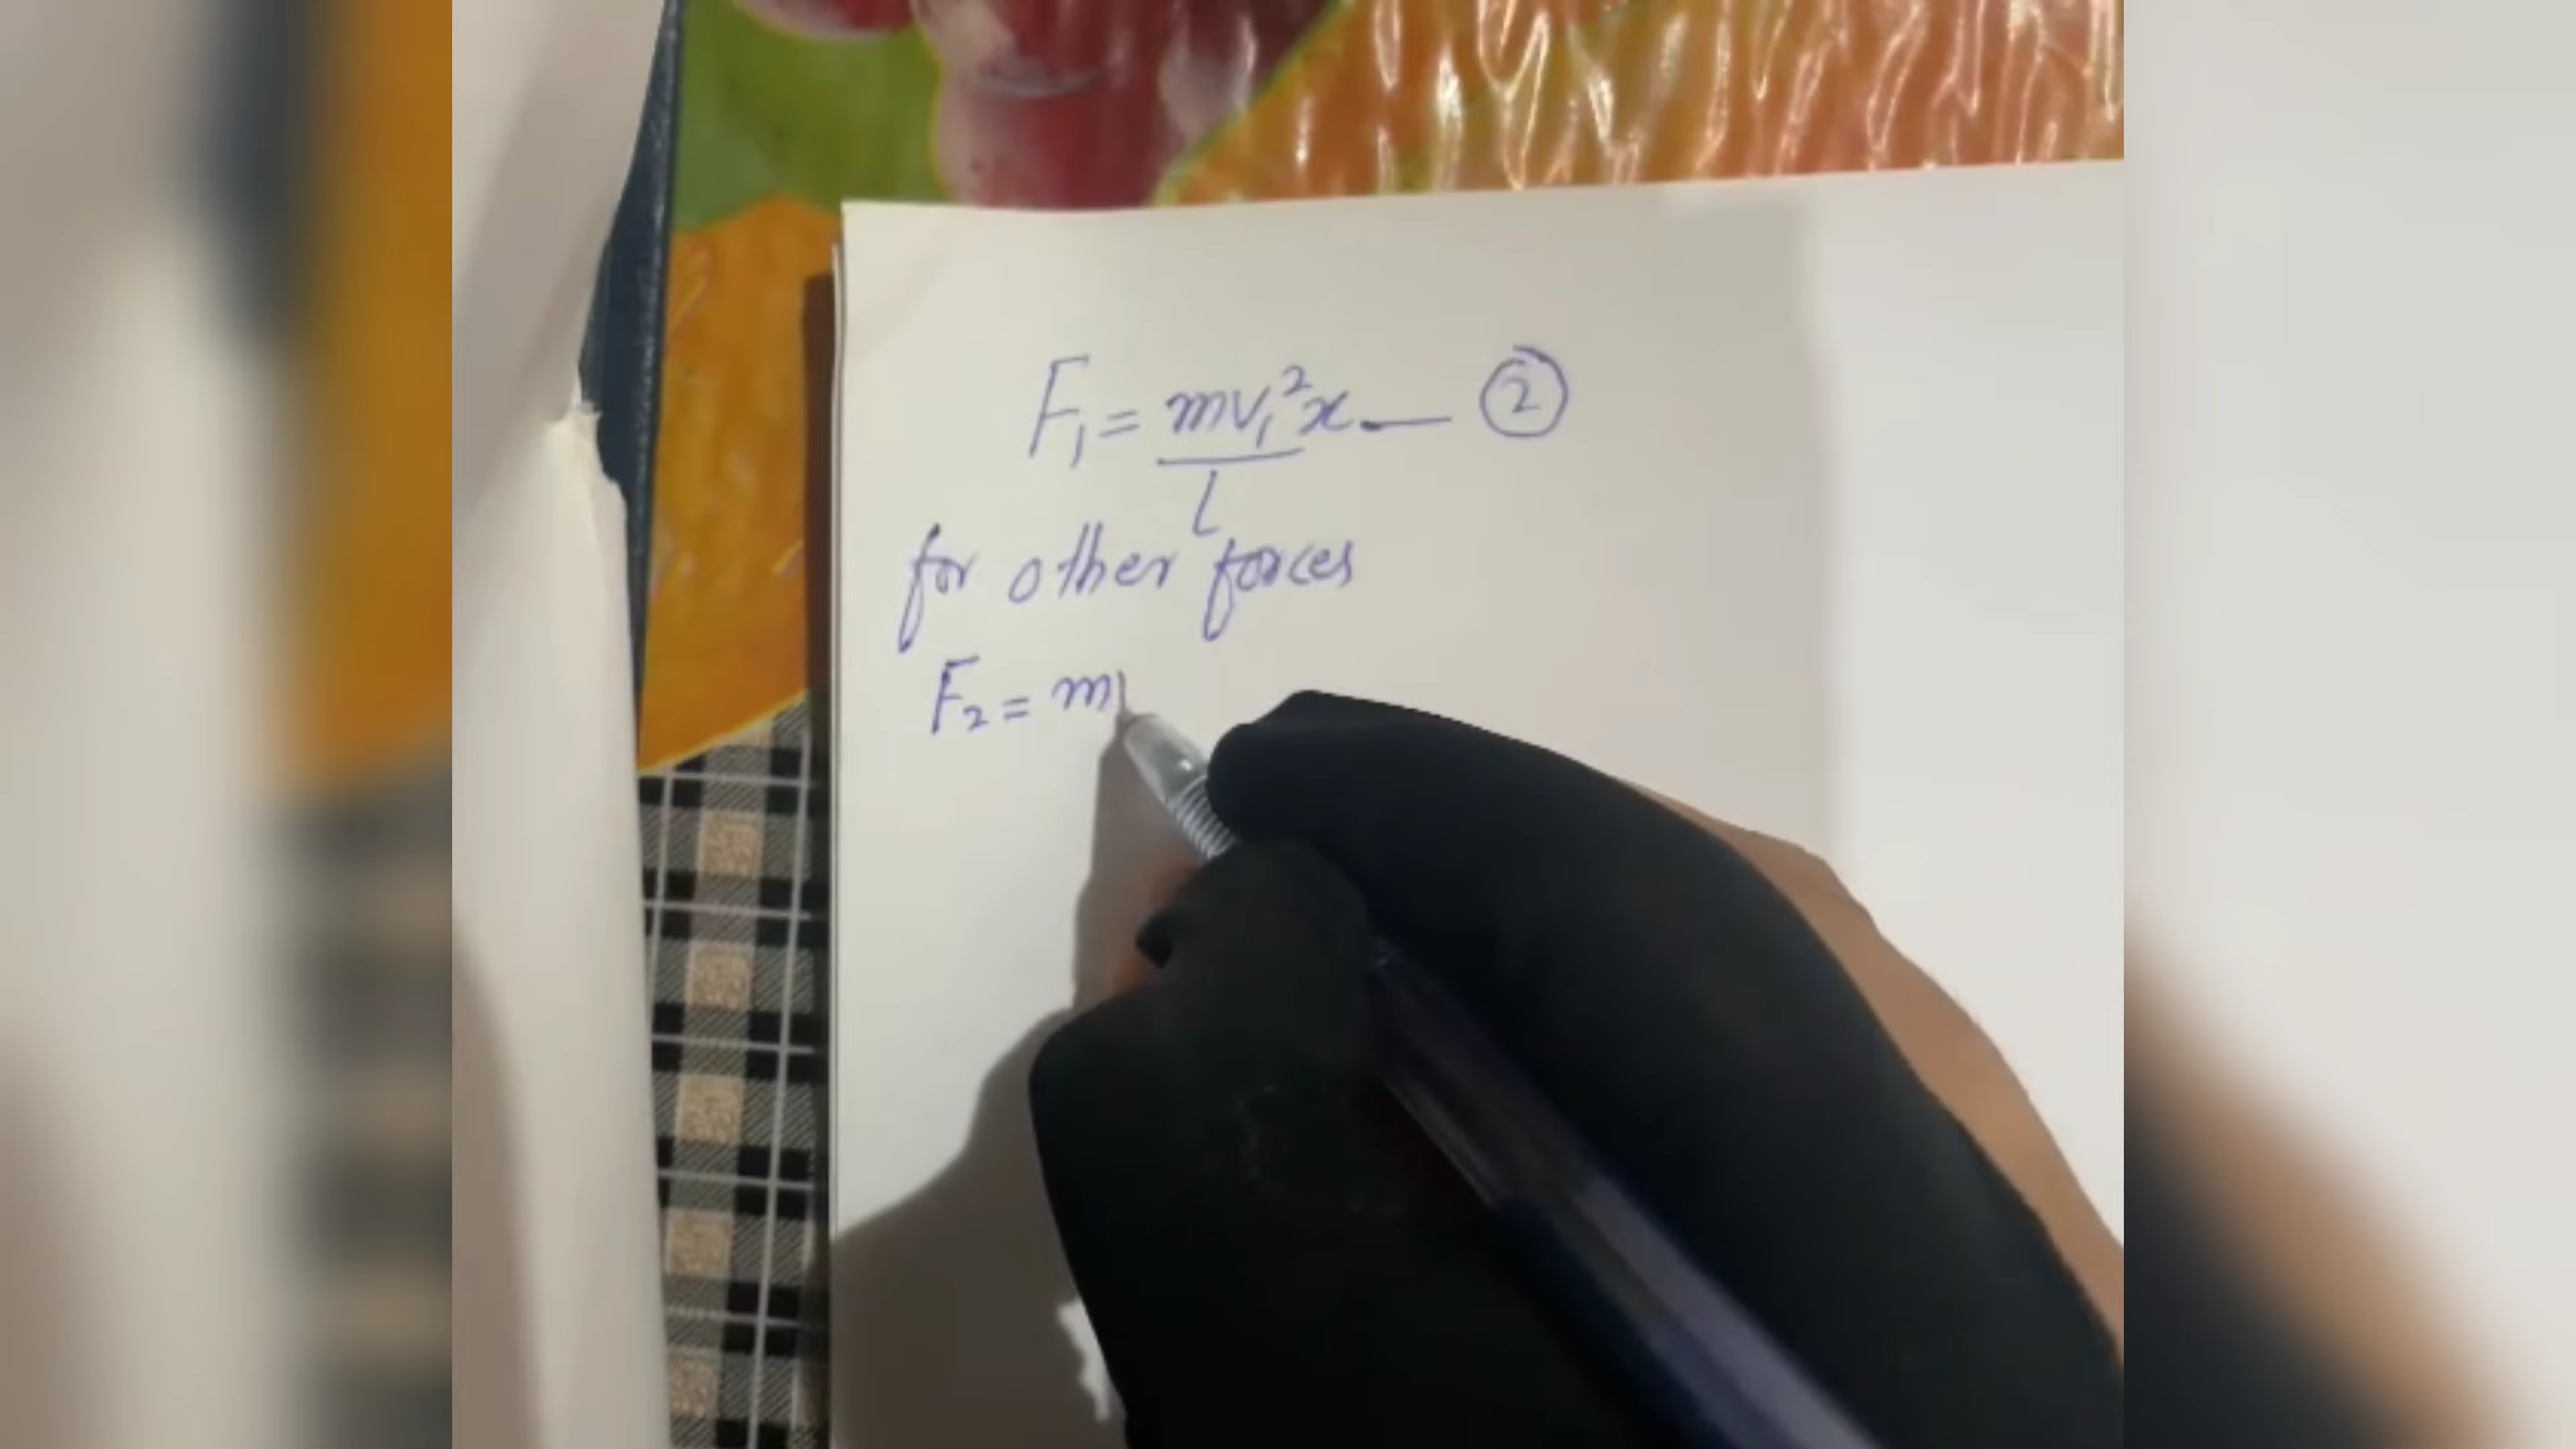 F₁ = mv₁²x — ②
l
for other forces
F₂ = m